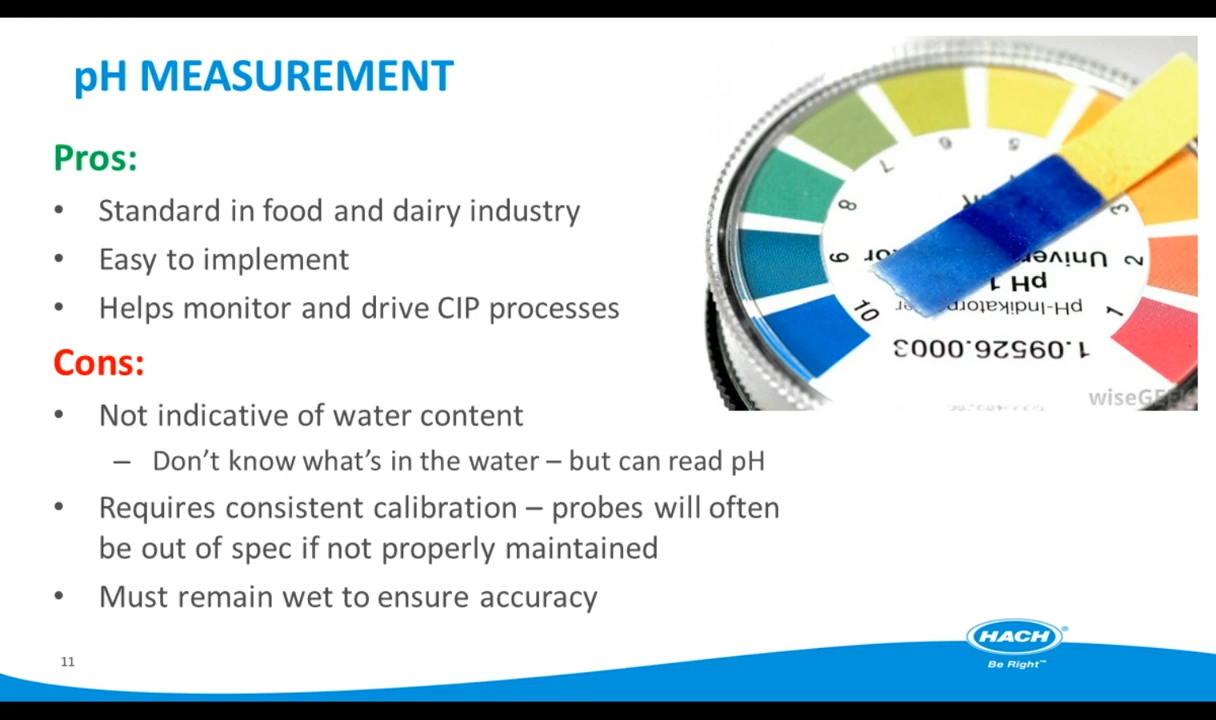 pH MEASUREMENT
Pros:
• Standard in food and dairy industry
• Easy to implement
• Helps monitor and drive CIP processes
Cons:
• Not indicative of water content
– Don’t know what’s in the water – but can read pH
• Requires consistent calibration – probes will often
be out of spec if not properly maintained
• Must remain wet to ensure accuracy
11
5
6
7
8
9
10
3
2
1
pH 1
pH-Indikatorp
1.09526.0003
HACH®
Be Right™